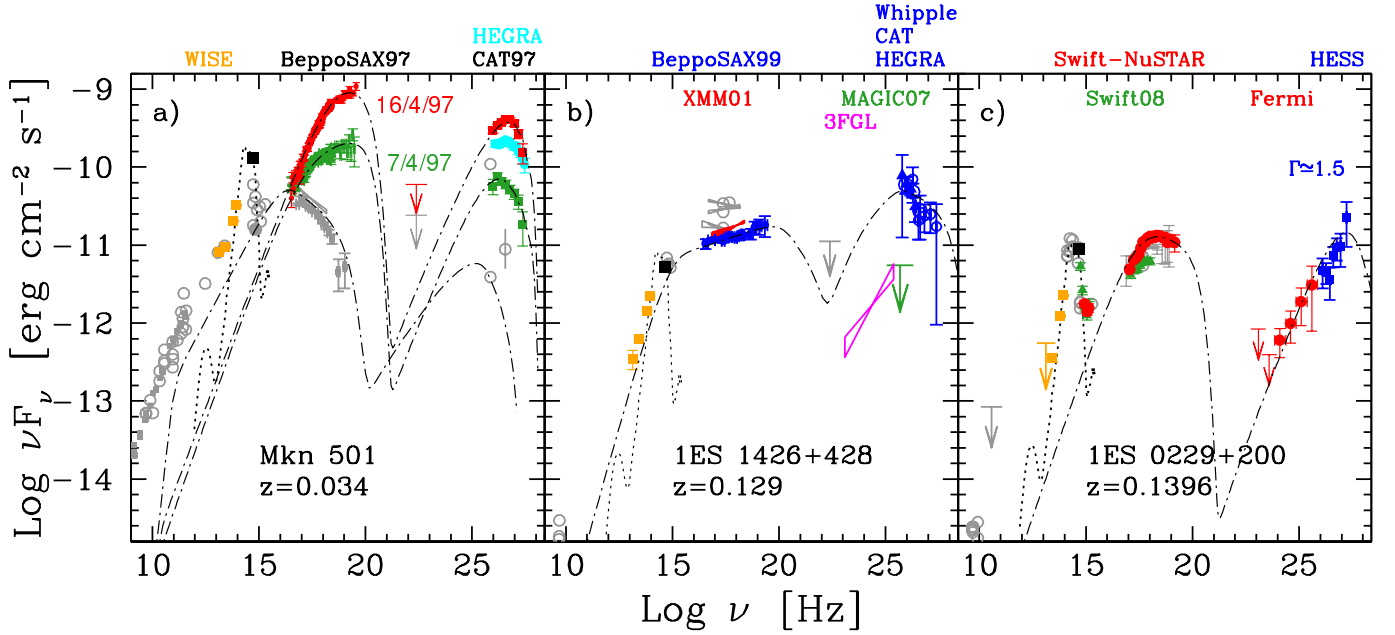 Whipple
CAT
HEGRA
HEGRA
WISE
BeppoSAX97
CAT97
BeppoSAX99
Swift-NuSTAR
HESS
XMM01
MAGIC07
Swift08
Fermi
3FGL
a)
16/4/97
7/4/97
b)
c)
Γ≃1.5
Mkn 501
z=0.034
1ES 1426+428
z=0.129
1ES 0229+200
z=0.1396
Log νFν [erg cm−2 s−1]
−9
−10
−11
−12
−13
−14
10 15 20 25
10 15 20 25
10 15 20 25
Log ν [Hz]